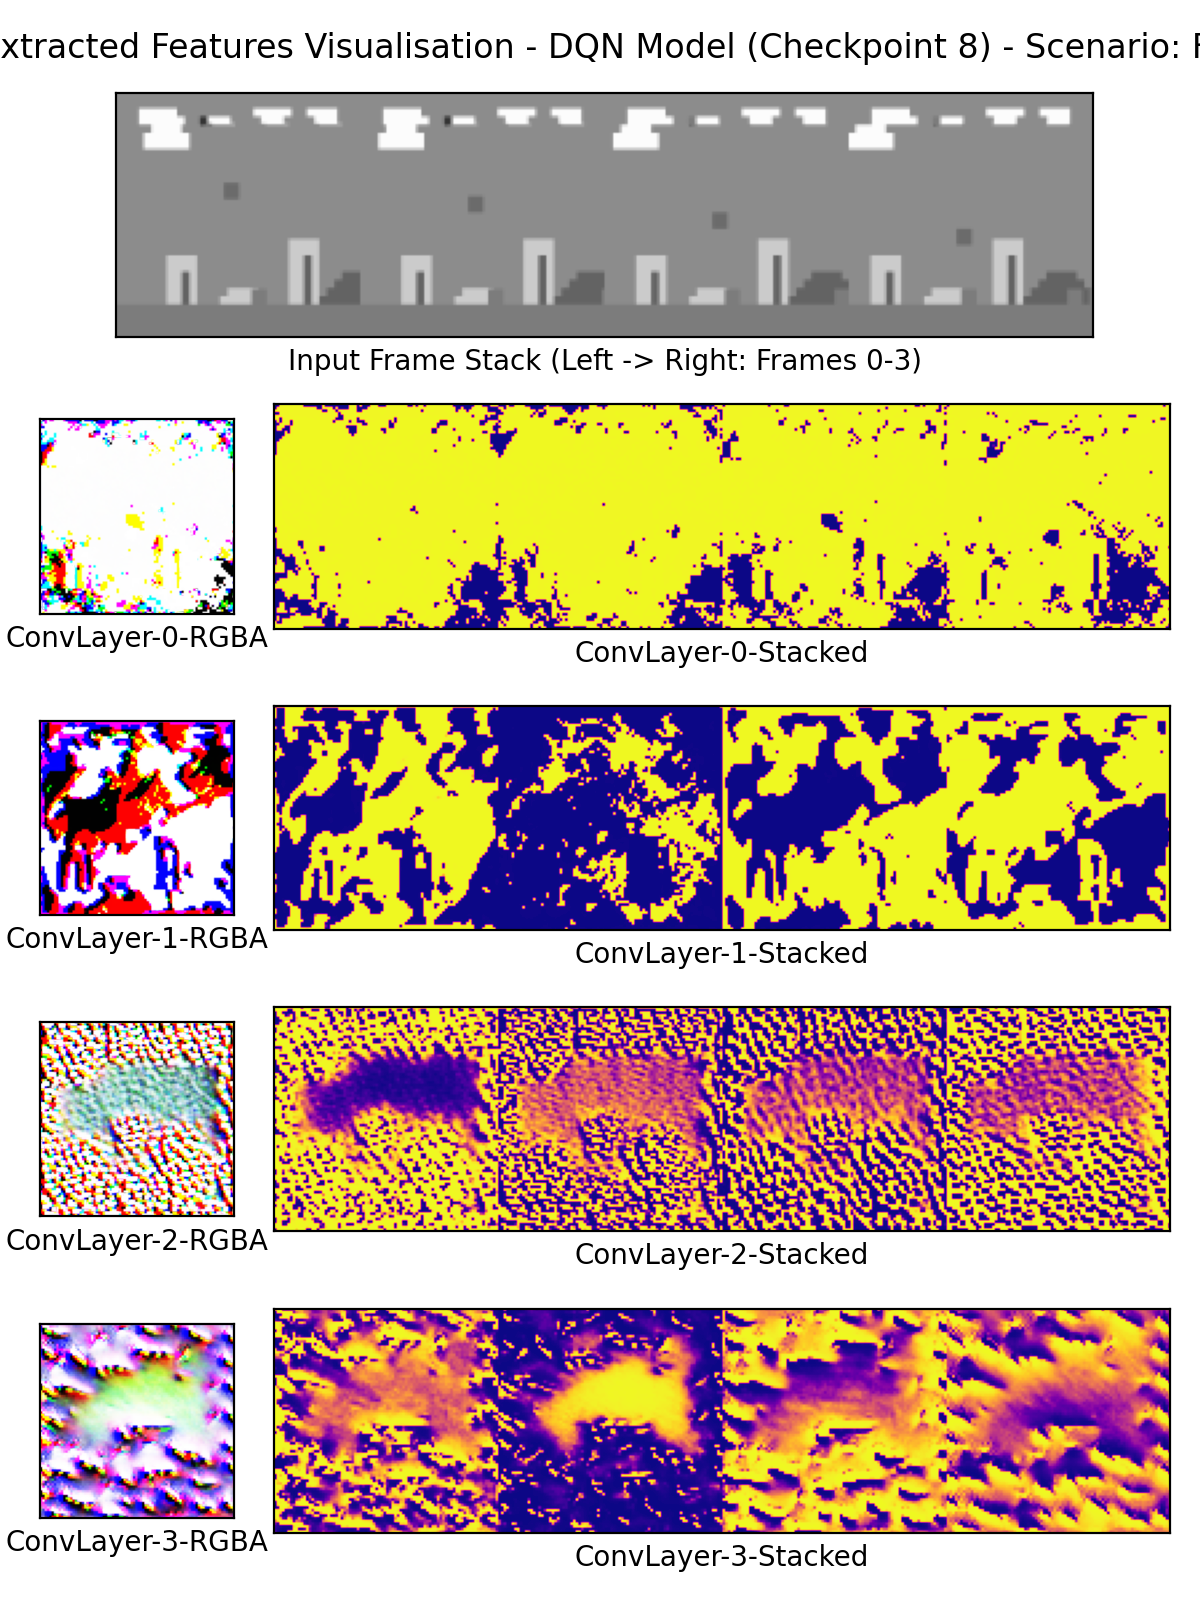 xtracted Features Visualisation - DQN Model (Checkpoint 8) - Scenario:
Input Frame Stack (Left -> Right: Frames 0-3)
ConvLayer-0-RGBA
ConvLayer-0-Stacked
ConvLayer-1-RGBA
ConvLayer-1-Stacked
ConvLayer-2-RGBA
ConvLayer-2-Stacked
ConvLayer-3-RGBA
ConvLayer-3-Stacked